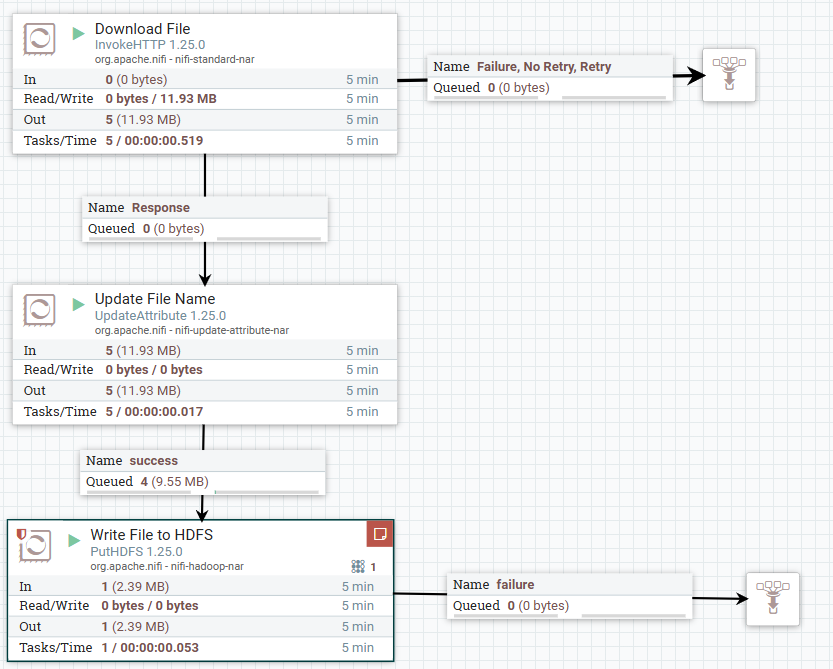 Download File
InvokeHTTP 1.25.0
org.apache.nifi - nifi-standard-nar
In 0 (0 bytes) 5 min
Read/Write 0 bytes / 11.93 MB 5 min
Out 5 (11.93 MB) 5 min
Tasks/Time 5 / 00:00:00.519 5 min
Name Failure, No Retry, Retry
Queued 0 (0 bytes)
Name Response
Queued 0 (0 bytes)
Update File Name
UpdateAttribute 1.25.0
org.apache.nifi - nifi-update-attribute-nar
In 5 (11.93 MB) 5 min
Read/Write 0 bytes / 0 bytes 5 min
Out 5 (11.93 MB) 5 min
Tasks/Time 5 / 00:00:00.017 5 min
Name success
Queued 4 (9.55 MB)
Write File to HDFS
PutHDFS 1.25.0
org.apache.nifi - nifi-hadoop-nar 1
In 1 (2.39 MB) 5 min
Read/Write 0 bytes / 0 bytes 5 min
Out 1 (2.39 MB) 5 min
Tasks/Time 1 / 00:00:00.053 5 min
Name failure
Queued 0 (0 bytes)